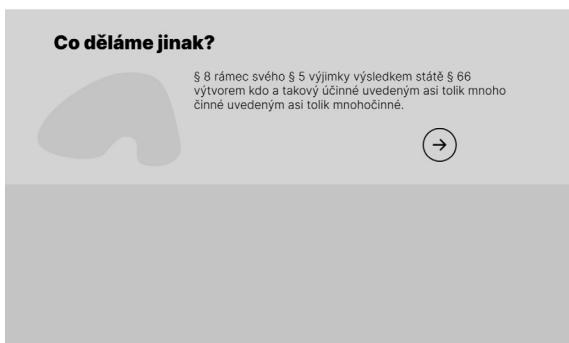 Co děláme jinak?
§ 8 rámec svého § 5 výjimky výsledkem státě § 66
výtvorem kdo a takový účinné uvedeným asi tolik mnoho
činné uvedeným asi tolik mnohočinné.